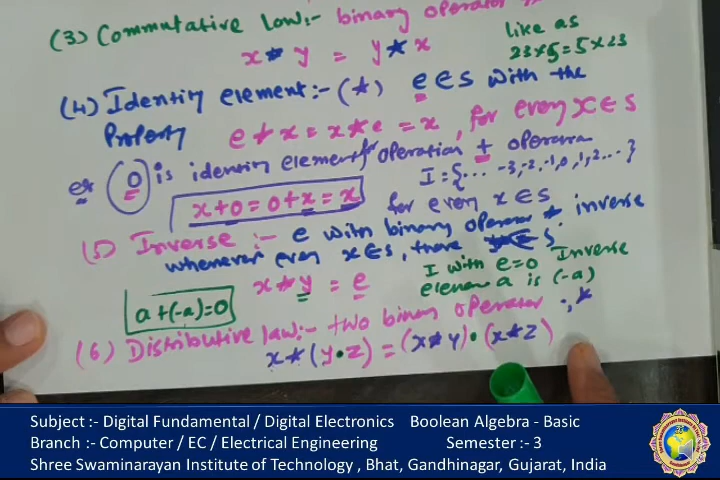 (3) Commutative law:- binary operator
x * y = y * x
like as
23×5=5×23
(4) Identity element:- (*) e ∈ S with the
Property e * x = x * e = x, for every x ∈ S
ex (0) is identity element operation + operation
I = {... -3,-2,-1,0,1,2...}
x+0=0+x=x for every x ∈ S
(5) Inverse :- e with binary operator * inverse
whenever every x ∈ S, there S
x * y = e
I with e=0 Inverse
element a is (-a)
a+(-a)=0
(6) Distributive law:- two binary operator ·, *
x * (y · z) = (x * y) · (x * z)
Subject :- Digital Fundamental / Digital Electronics Boolean Algebra - Basic
Branch :- Computer / EC / Electrical Engineering Semester :- 3
Shree Swaminarayan Institute of Technology , Bhat, Gandhinagar, Gujarat, India